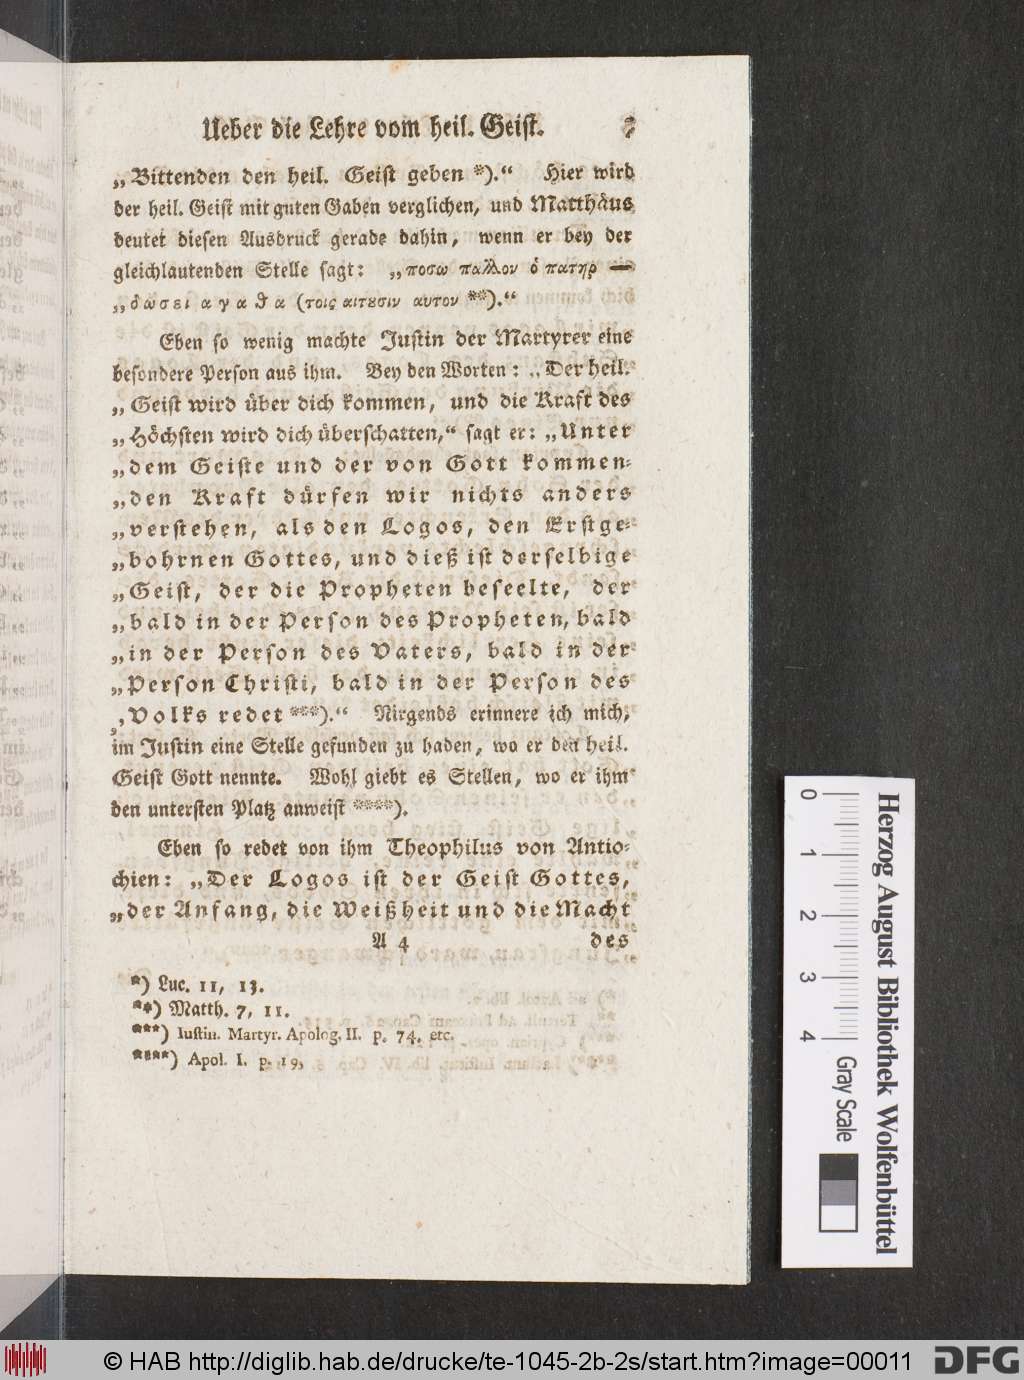 Ueber die Lehre vom heil. Geist. 7
„Bittenden den heil. Geist geben *).“ Hier wird
der heil. Geist mit guten Gaben verglichen, und Matthäus
deutet diesen Ausdruck gerade dahin, wenn er bey der
gleichlautenden Stelle sagt: „ποσω παλλον ὁ πατηρ —
„δωσει αγαθα (τοις αιτȣσιν αυτον **).“
Eben so wenig machte Justin der Martyrer eine
besondere Person aus ihm. Bey den Worten: „Der heil.
„Geist wird über dich kommen, und die Kraft des
„Höchsten wird dich überschatten,“ sagt er: „Unter
„dem Geiste und der von Gott kommen-
„den Kraft dürfen wir nichts anders
„verstehen, als den Logos, den Erstge-
„bohrnen Gottes, und dieß ist derselbige
„Geist, der die Propheten beseelte, der
„bald in der Person des Propheten, bald
„in der Person des Vaters, bald in der
„Person Christi, bald in der Person des
„Volks redet ***).“ Nirgends erinnere ich mich,
im Justin eine Stelle gefunden zu haben, wo er den heil.
Geist Gott nennte. Wohl giebt es Stellen, wo er ihm
den untersten Platz anweist ****).
Eben so redet von ihm Theophilus von Antio-
chien: „Der Logos ist der Geist Gottes,
„der Anfang, die Weißheit und die Macht
A 4 des
*) Luc. 11, 13.
**) Matth. 7, 11.
***) Iustin. Martyr. Apolog. II. p. 74. etc.
****) Apol. I. p. 19,
0 1 2 3 4
Herzog August Bibliothek Wolfenbüttel
Gray Scale
© HAB http://diglib.hab.de/drucke/te-1045-2b-2s/start.htm?image=00011
DFG